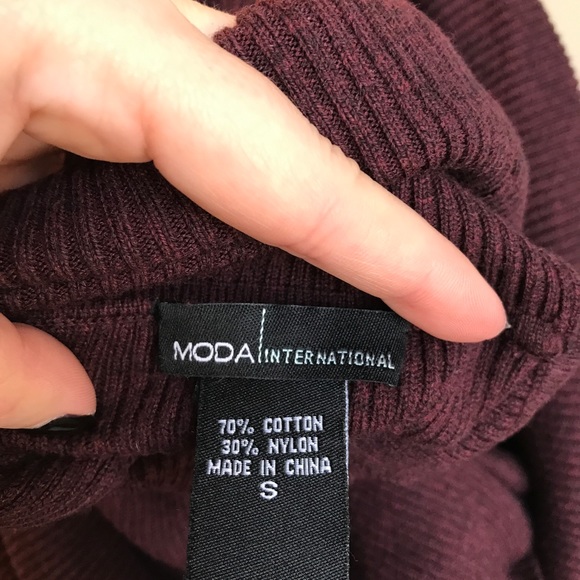 MODA INTERNATIONAL
70% COTTON
30% NYLON
MADE IN CHINA
S